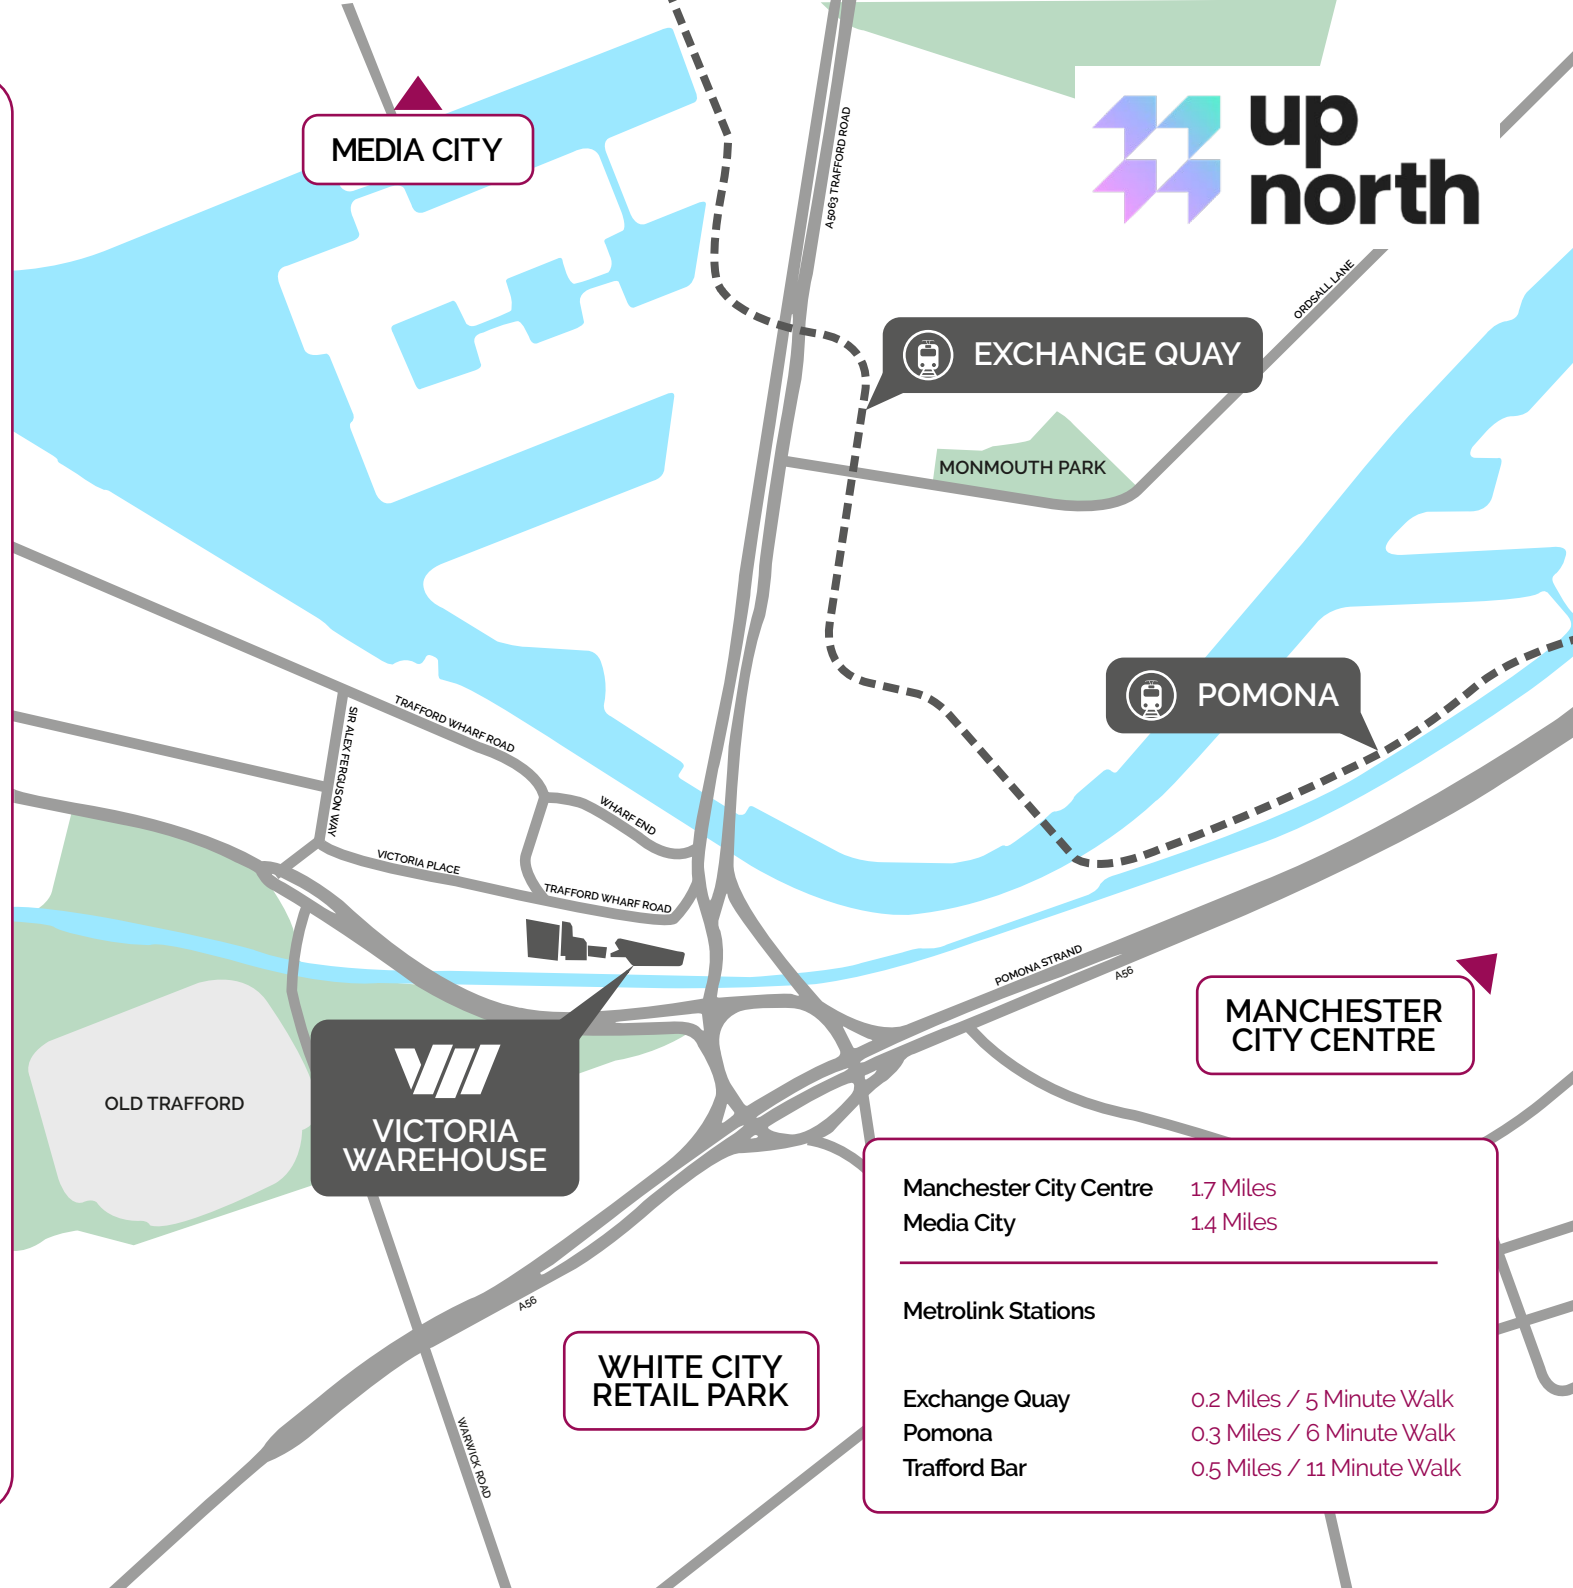 MEDIA CITY
A5063 TRAFFORD ROAD
up
north
ORDSALL LANE
EXCHANGE QUAY
MONMOUTH PARK
POMONA
SIR ALEX FERGUSON WAY
TRAFFORD WHARF ROAD
WHARF END
VICTORIA PLACE
TRAFFORD WHARF ROAD
POMONA STRAND
A56
MANCHESTER
CITY CENTRE
OLD TRAFFORD
VICTORIA
WAREHOUSE
A56
WHITE CITY
RETAIL PARK
WARWICK ROAD
Manchester City Centre 1.7 Miles
Media City 1.4 Miles
Metrolink Stations
Exchange Quay 0.2 Miles / 5 Minute Walk
Pomona 0.3 Miles / 6 Minute Walk
Trafford Bar 0.5 Miles / 11 Minute Walk